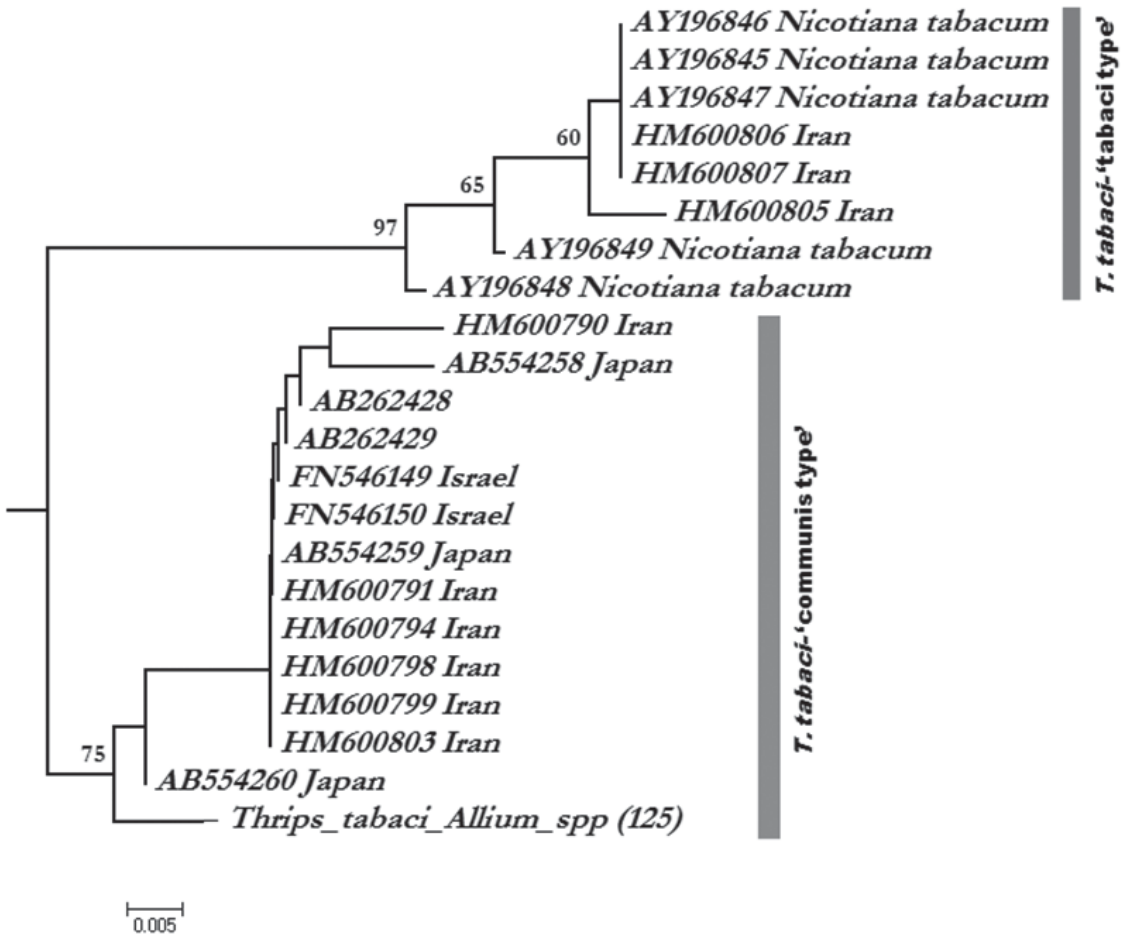 AY196846 Nicotiana tabacum
AY196845 Nicotiana tabacum
AY196847 Nicotiana tabacum
HM600806 Iran
HM600807 Iran
60
HM600805 Iran
65
AY196849 Nicotiana tabacum
97
AY196848 Nicotiana tabacum
T. tabaci-‘tabaci type’
HM600790 Iran
AB554258 Japan
AB262428
AB262429
FN546149 Israel
FN546150 Israel
AB554259 Japan
HM600791 Iran
HM600794 Iran
HM600798 Iran
HM600799 Iran
HM600803 Iran
75
AB554260 Japan
Thrips_tabaci_Allium_spp (125)
T. tabaci-‘communis type’
0.005